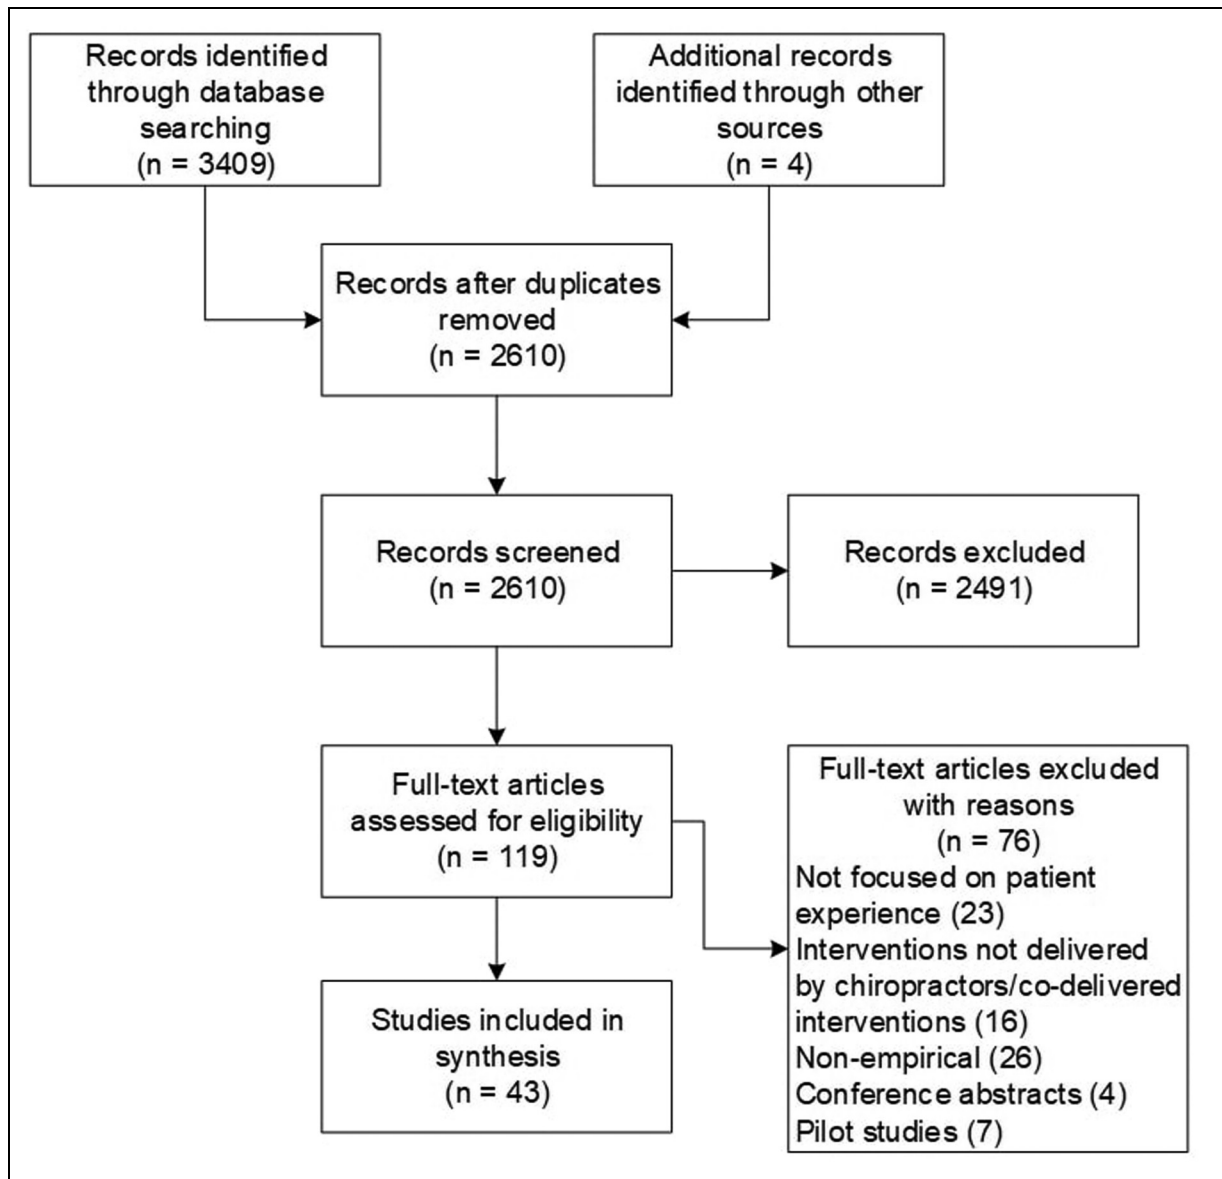 Records identified
through database
searching
(n = 3409)
Additional records
identified through other
sources
(n = 4)
Records after duplicates
removed
(n = 2610)
Records screened
(n = 2610)
Records excluded
(n = 2491)
Full-text articles
assessed for eligibility
(n = 119)
Full-text articles excluded
with reasons
(n = 76)
Not focused on patient
experience (23)
Interventions not delivered
by chiropractors/co-delivered
interventions (16)
Non-empirical (26)
Conference abstracts (4)
Pilot studies (7)
Studies included in
synthesis
(n = 43)